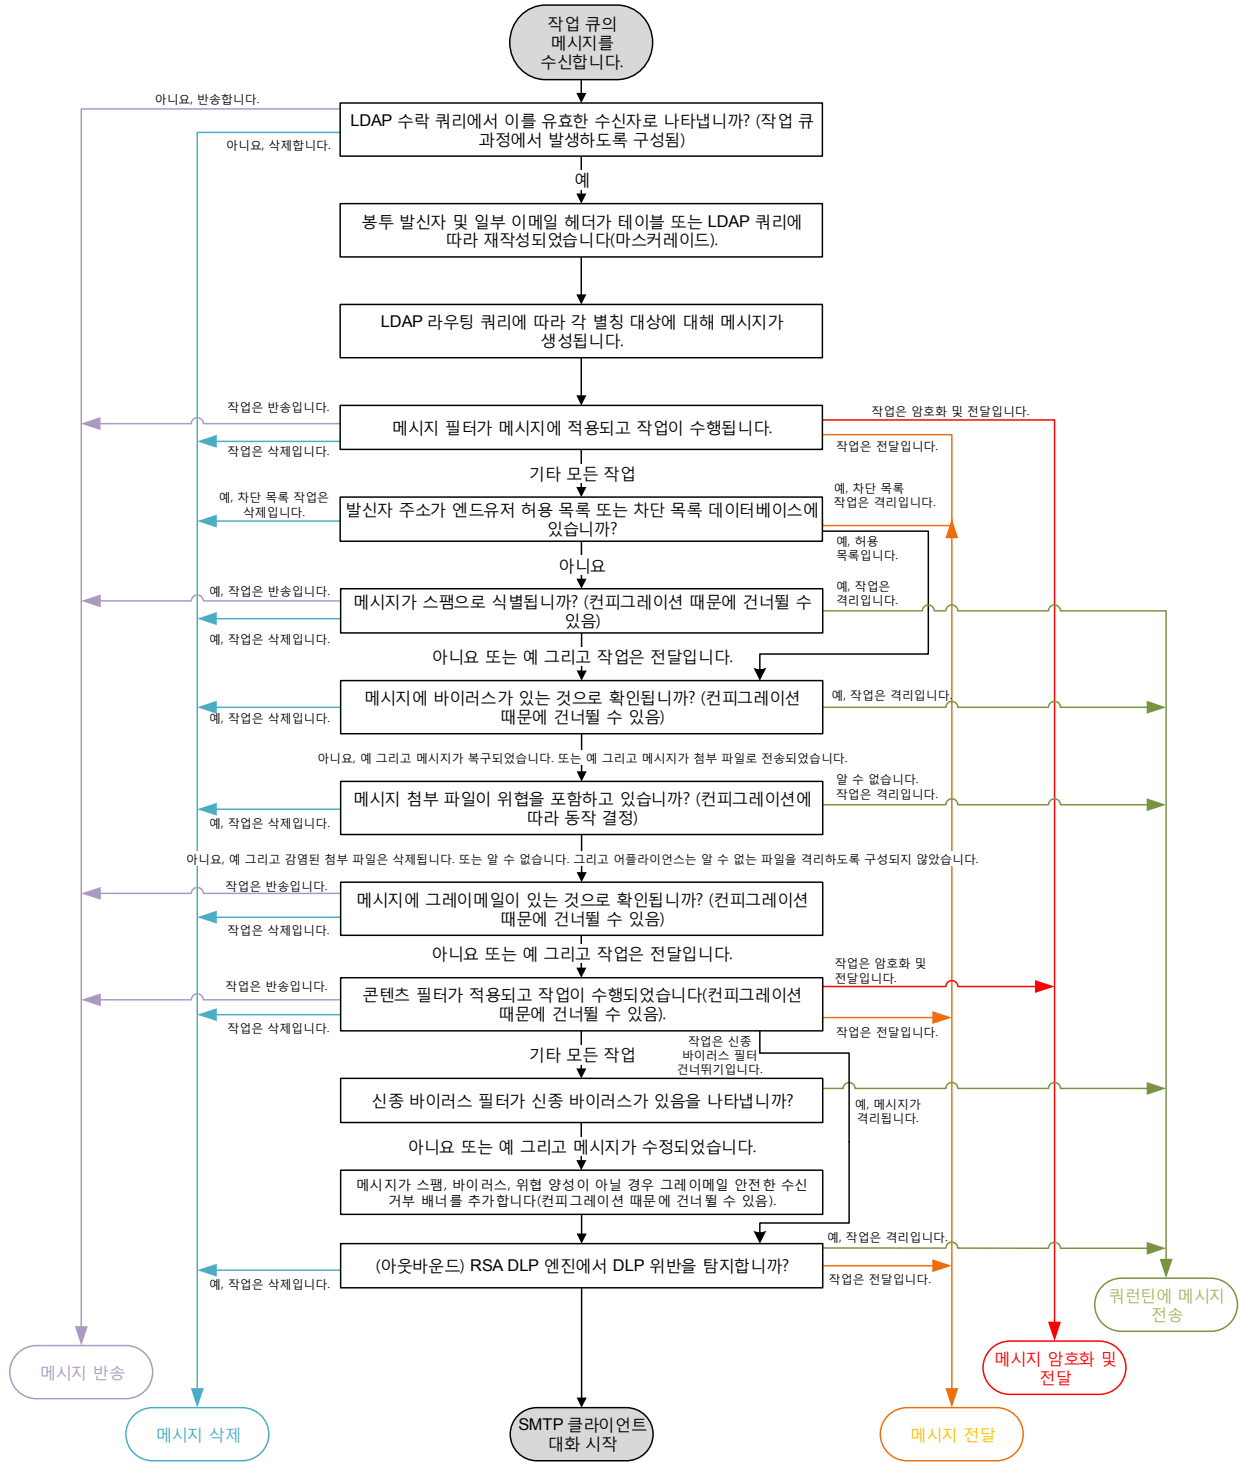 작업 큐의
메시지를
수신합니다.
아니요, 반송합니다.
아니요, 삭제합니다.
LDAP 수락 쿼리에서 이를 유효한 수신자로 나타냅니까? (작업 큐
과정에서 발생하도록 구성됨)
예
봉투 발신자 및 일부 이메일 헤더가 테이블 또는 LDAP 쿼리에
따라 재작성되었습니다(마스커레이드).
LDAP 라우팅 쿼리에 따라 각 별칭 대상에 대해 메시지가
생성됩니다.
작업은 반송입니다.
작업은 삭제입니다.
메시지 필터가 메시지에 적용되고 작업이 수행됩니다.
작업은 암호화 및 전달입니다.
작업은 전달입니다.
기타 모든 작업
예, 차단 목록 작업은
삭제입니다.
발신자 주소가 엔드유저 허용 목록 또는 차단 목록 데이터베이스에
있습니까?
예, 차단 목록
작업은 격리입니다.
예, 허용
목록입니다.
아니요
예, 작업은 반송입니다.
예, 작업은 삭제입니다.
메시지가 스팸으로 식별됩니까? (컨피그레이션 때문에 건너뛸 수
있음)
예, 작업은
격리입니다.
아니요 또는 예 그리고 작업은 전달입니다.
예, 작업은 삭제입니다.
메시지에 바이러스가 있는 것으로 확인됩니까? (컨피그레이션
때문에 건너뛸 수 있음)
예, 작업은 격리입니다.
아니요, 예 그리고 메시지가 복구되었습니다. 또는 예 그리고 메시지가 첨부 파일로 전송되었습니다.
예, 작업은 삭제입니다.
메시지 첨부 파일이 위협을 포함하고 있습니까? (컨피그레이션에
따라 동작 결정)
알 수 없습니다.
작업은 격리입니다.
아니요, 예 그리고 감염된 첨부 파일은 삭제됩니다. 또는 알 수 없습니다. 그리고 어플라이언스는 알 수 없는 파일을 격리하도록 구성되지 않았습니다.
작업은 반송입니다.
작업은 삭제입니다.
메시지에 그레이메일이 있는 것으로 확인됩니까? (컨피그레이션
때문에 건너뛸 수 있음)
아니요 또는 예 그리고 작업은 전달입니다.
작업은 반송입니다.
작업은 삭제입니다.
콘텐츠 필터가 적용되고 작업이 수행되었습니다(컨피그레이션
때문에 건너뛸 수 있음).
작업은 암호화 및
전달입니다.
작업은 전달입니다.
기타 모든 작업
작업은 신종
바이러스 필터
건너뛰기입니다.
신종 바이러스 필터가 신종 바이러스가 있음을 나타냅니까?
예, 메시지가
격리됩니다.
아니요 또는 예 그리고 메시지가 수정되었습니다.
메시지가 스팸, 바이러스, 위협 양성이 아닐 경우 그레이메일 안전한 수신
거부 배너를 추가합니다(컨피그레이션 때문에 건너뛸 수 있음).
예, 작업은 삭제입니다.
(아웃바운드) RSA DLP 엔진에서 DLP 위반을 탐지합니까?
예, 작업은 격리입니다.
작업은 전달입니다.
쿼런틴에 메시지
전송
메시지 암호화 및
전달
메시지 반송
메시지 삭제
SMTP 클라이언트
대화 시작
메시지 전달